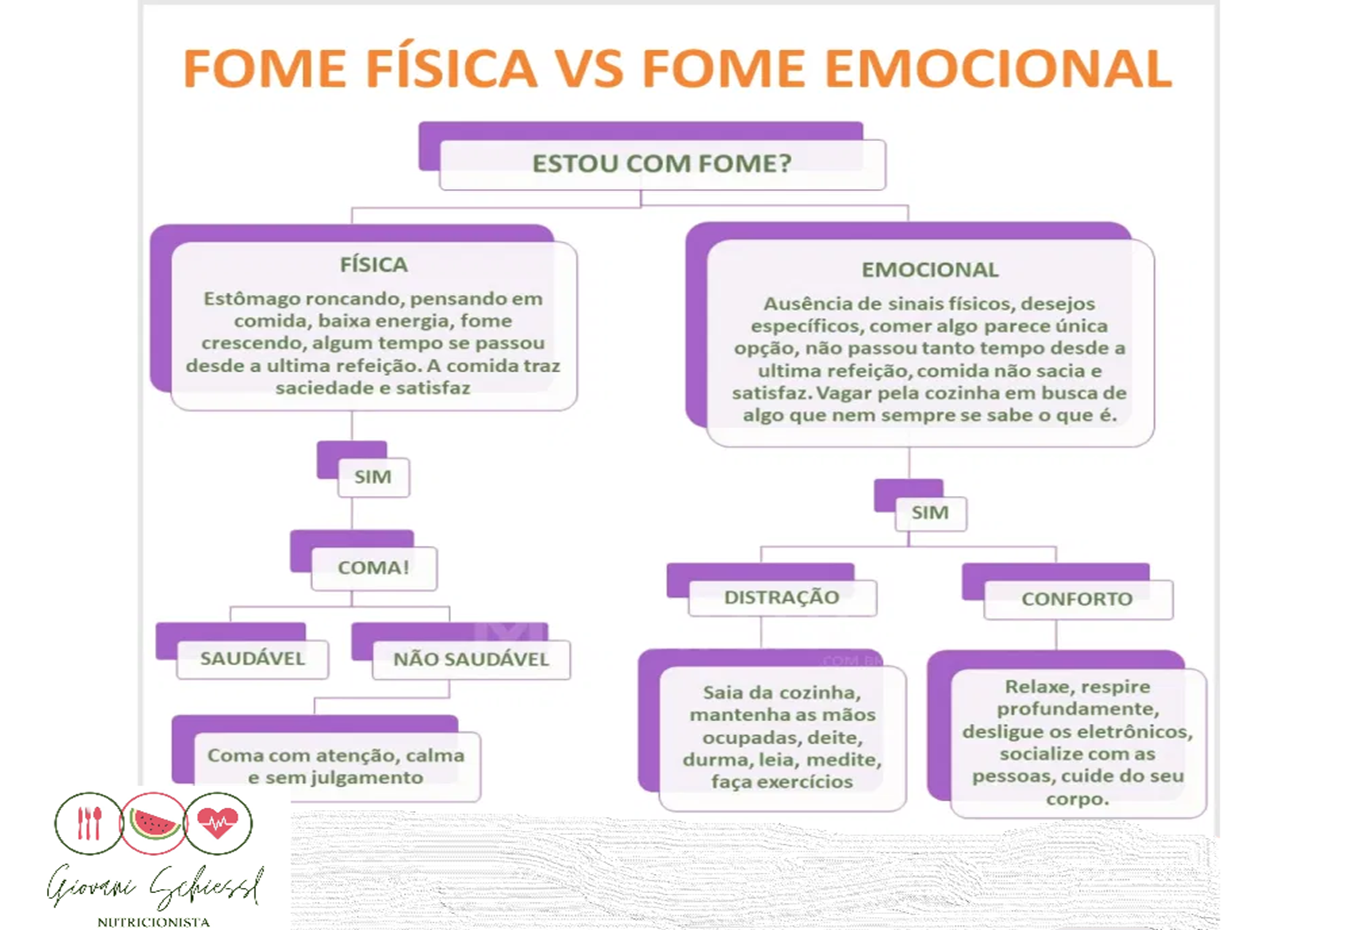 FOME FÍSICA VS FOME EMOCIONAL
ESTOU COM FOME?
FÍSICA
Estômago roncando, pensando em
comida, baixa energia, fome
crescendo, algum tempo se passou
desde a ultima refeição. A comida traz
saciedade e satisfaz
SIM
COMA!
SAUDÁVEL
NÃO SAUDÁVEL
Coma com atenção, calma
e sem julgamento
EMOCIONAL
Ausência de sinais físicos, desejos
específicos, comer algo parece única
opção, não passou tanto tempo desde a
ultima refeição, comida não sacia e
satisfaz. Vagar pela cozinha em busca de
algo que nem sempre se sabe o que é.
SIM
DISTRAÇÃO
Saia da cozinha,
mantenha as mãos
ocupadas, deite,
durma, leia, medite,
faça exercícios
CONFORTO
Relaxe, respire
profundamente,
desligue os eletrônicos,
socialize com as
pessoas, cuide do seu
corpo.
COM.BR
Giovani Schiessl
NUTRICIONISTA